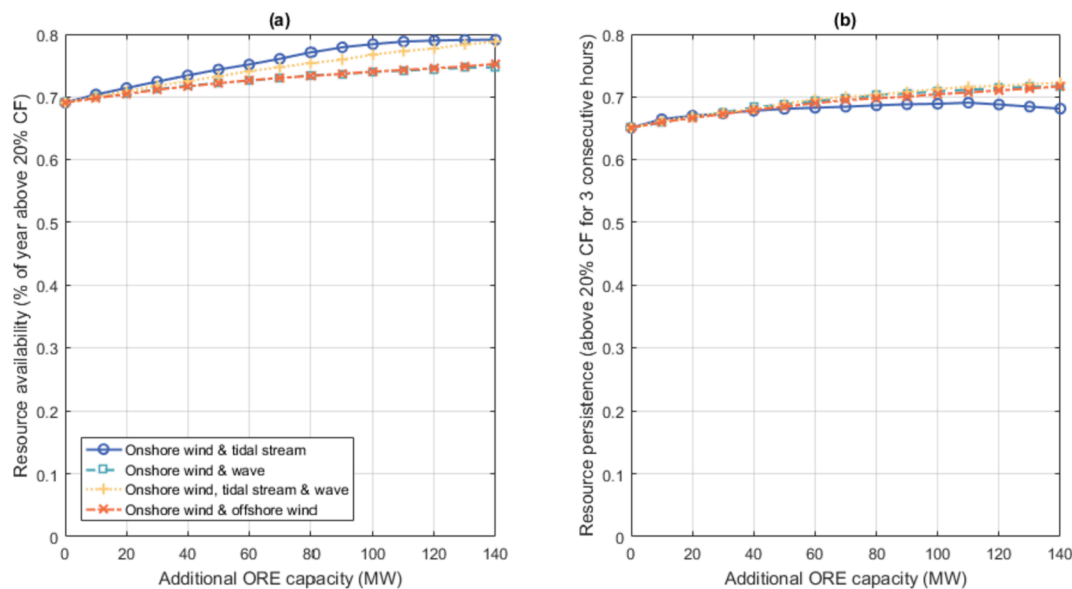 (a)
Resource availability (% of year above 20% CF)
0.8
0.7
0.6
0.5
0.4
0.3
0.2
0.1
0
Onshore wind & tidal stream
Onshore wind & wave
Onshore wind, tidal stream & wave
Onshore wind & offshore wind
0 20 40 60 80 100 120 140
Additional ORE capacity (MW)
(b)
Resource persistence (above 20% CF for 3 consecutive hours)
0.8
0.7
0.6
0.5
0.4
0.3
0.2
0.1
0
0 20 40 60 80 100 120 140
Additional ORE capacity (MW)